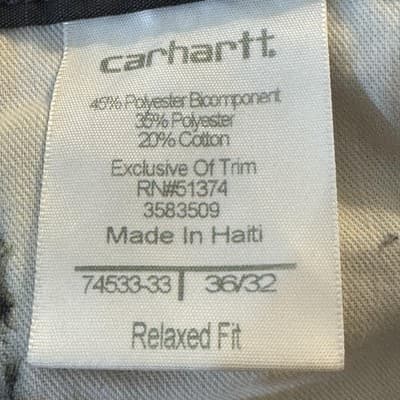 carhartt.
45% Polyester Bicomponent
35% Polyester
20% Cotton
Exclusive Of Trim
RN#51374
3583509
Made In Haiti
74533-33 | 36/32
Relaxed Fit